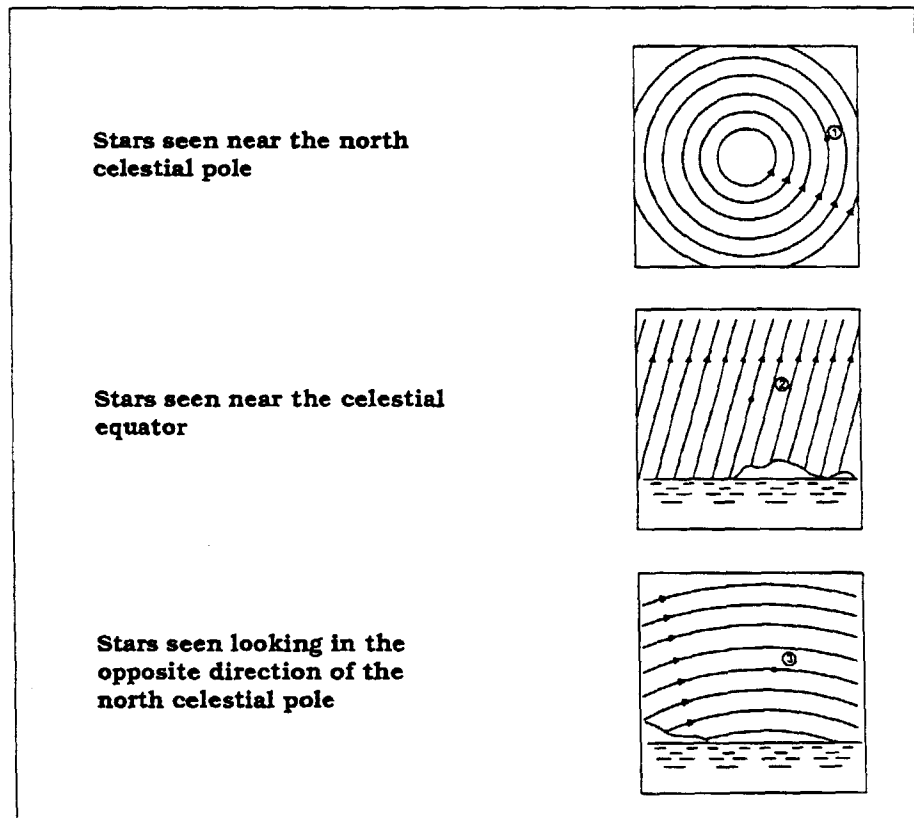 Stars seen near the north
celestial pole
①
Stars seen near the celestial
equator
②
Stars seen looking in the
opposite direction of the
north celestial pole
③